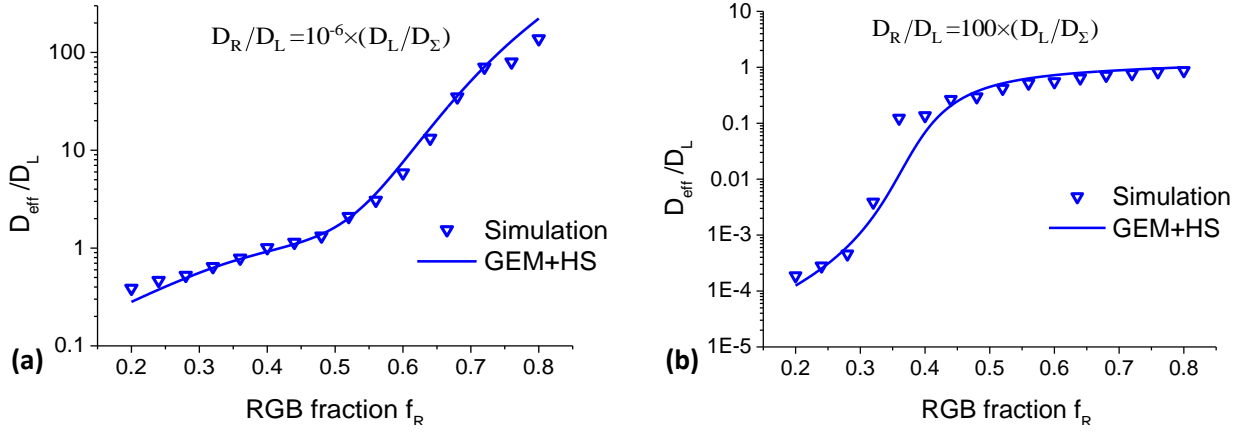 D_R/D_L=10^-6×(D_L/D_Σ)
100
10
1
0.1
D_eff/D_L
Simulation
GEM+HS
0.2 0.3 0.4 0.5 0.6 0.7 0.8
RGB fraction f_R
(a)
D_R/D_L=100×(D_L/D_Σ)
10
1
0.1
0.01
1E-3
1E-4
1E-5
D_eff/D_L
Simulation
GEM+HS
0.2 0.3 0.4 0.5 0.6 0.7 0.8
RGB fraction f_R
(b)